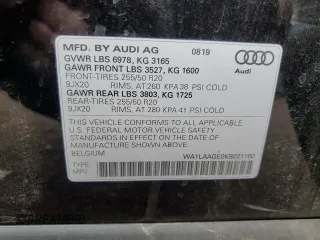 MFD. BY AUDI AG 0819
GVWR LBS 6978, KG 3165
GAWR FRONT LBS 3527, KG 1600
FRONT-TIRES 255/50 R20
9JX20 RIMS, AT 260 KPA 38 PSI COLD
GAWR REAR LBS 3803, KG 1725
REAR-TIRES 255/50 R20
9JX20 RIMS, AT 280 KPA 41 PSI COLD
Audi
THIS VEHICLE CONFORMS TO ALL APPLICABLE
U.S. FEDERAL MOTOR VEHICLE SAFETY
STANDARDS IN EFFECT ON THE DATE OF
MANUFACTURE SHOWN ABOVE.
BELGIUM
TYPE
MPV